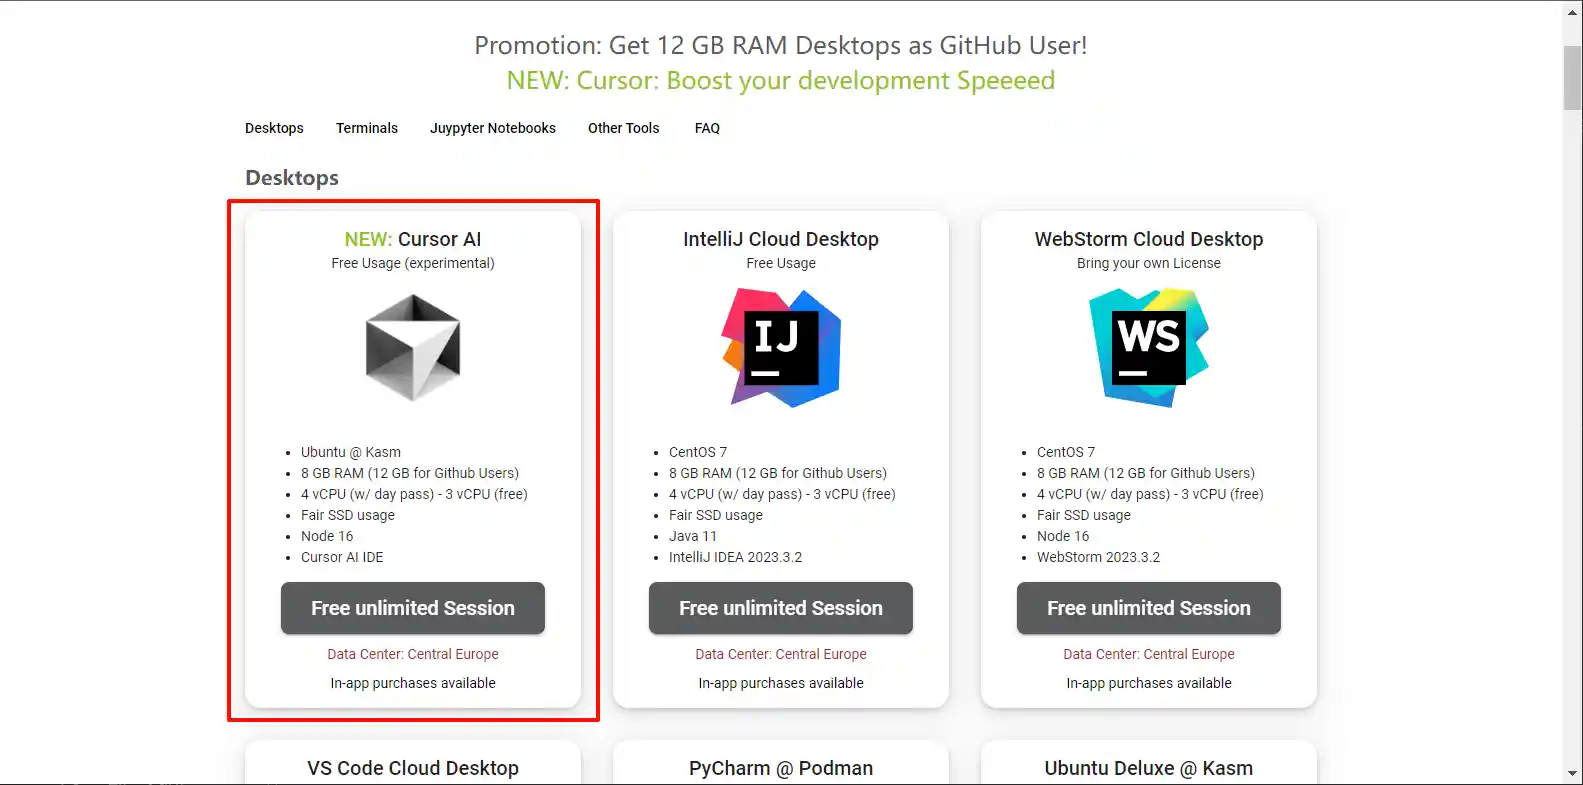 Promotion: Get 12 GB RAM Desktops as GitHub User!
NEW: Cursor: Boost your development Speeeed
Desktops Terminals Juypyter Notebooks Other Tools FAQ
Desktops
NEW: Cursor AI
Free Usage (experimental)
Ubuntu @ Kasm
8 GB RAM (12 GB for Github Users)
4 vCPU (w/ day pass) - 3 vCPU (free)
Fair SSD usage
Node 16
Cursor AI IDE
Free unlimited Session
Data Center: Central Europe
In-app purchases available
IntelliJ Cloud Desktop
Free Usage
IJ
CentOS 7
8 GB RAM (12 GB for Github Users)
4 vCPU (w/ day pass) - 3 vCPU (free)
Fair SSD usage
Java 11
IntelliJ IDEA 2023.3.2
Free unlimited Session
Data Center: Central Europe
In-app purchases available
WebStorm Cloud Desktop
Bring your own License
WS
CentOS 7
8 GB RAM (12 GB for Github Users)
4 vCPU (w/ day pass) - 3 vCPU (free)
Fair SSD usage
Node 16
WebStorm 2023.3.2
Free unlimited Session
Data Center: Central Europe
In-app purchases available
VS Code Cloud Desktop
PyCharm @ Podman
Ubuntu Deluxe @ Kasm